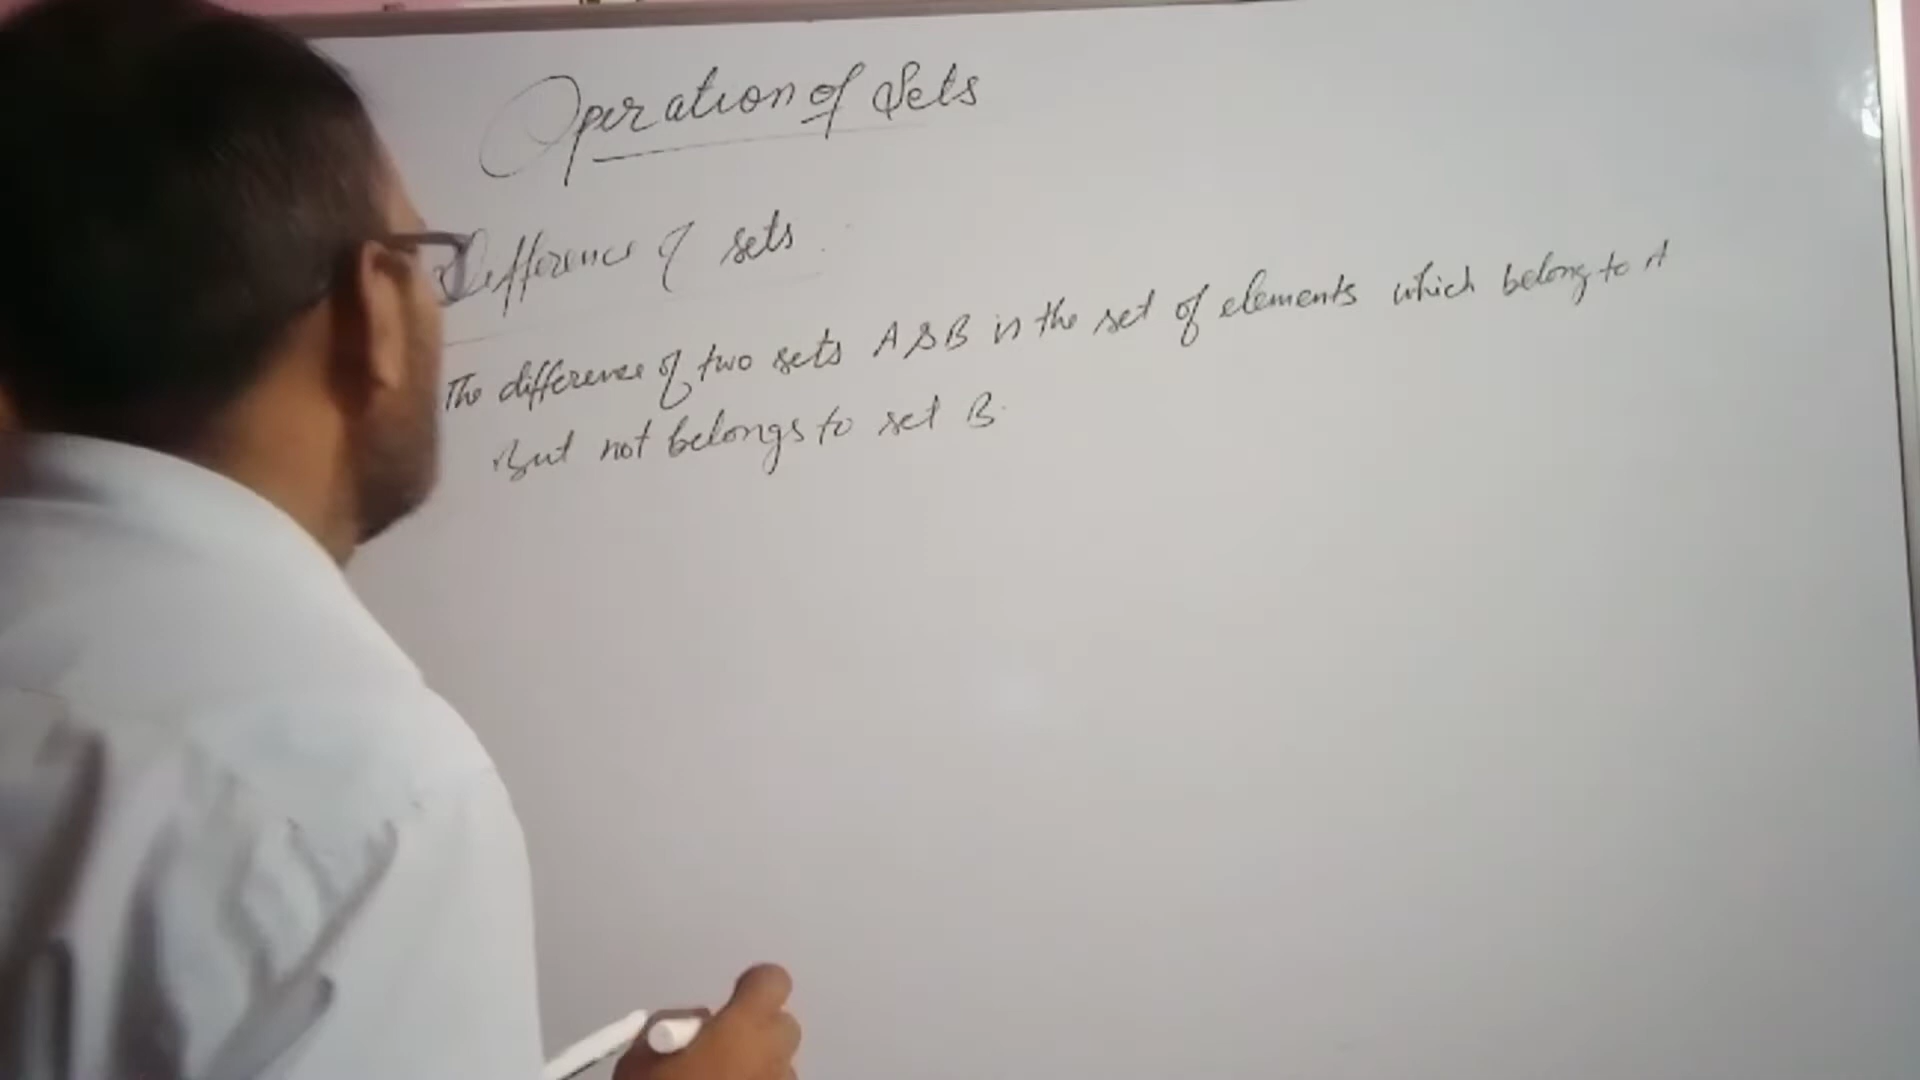 Operation of Sets
Difference of sets
The difference of two sets A & B is the set of elements which belong to A
But not belongs to set B.